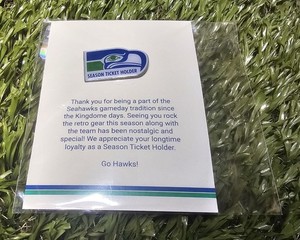 SEASON TICKET HOLDER
Thank you for being a part of the
Seahawks gameday tradition since
the Kingdome days. Seeing you rock
the retro gear this season along with
the team has been nostalgic and
special! We appreciate your longtime
loyalty as a Season Ticket Holder.
Go Hawks!